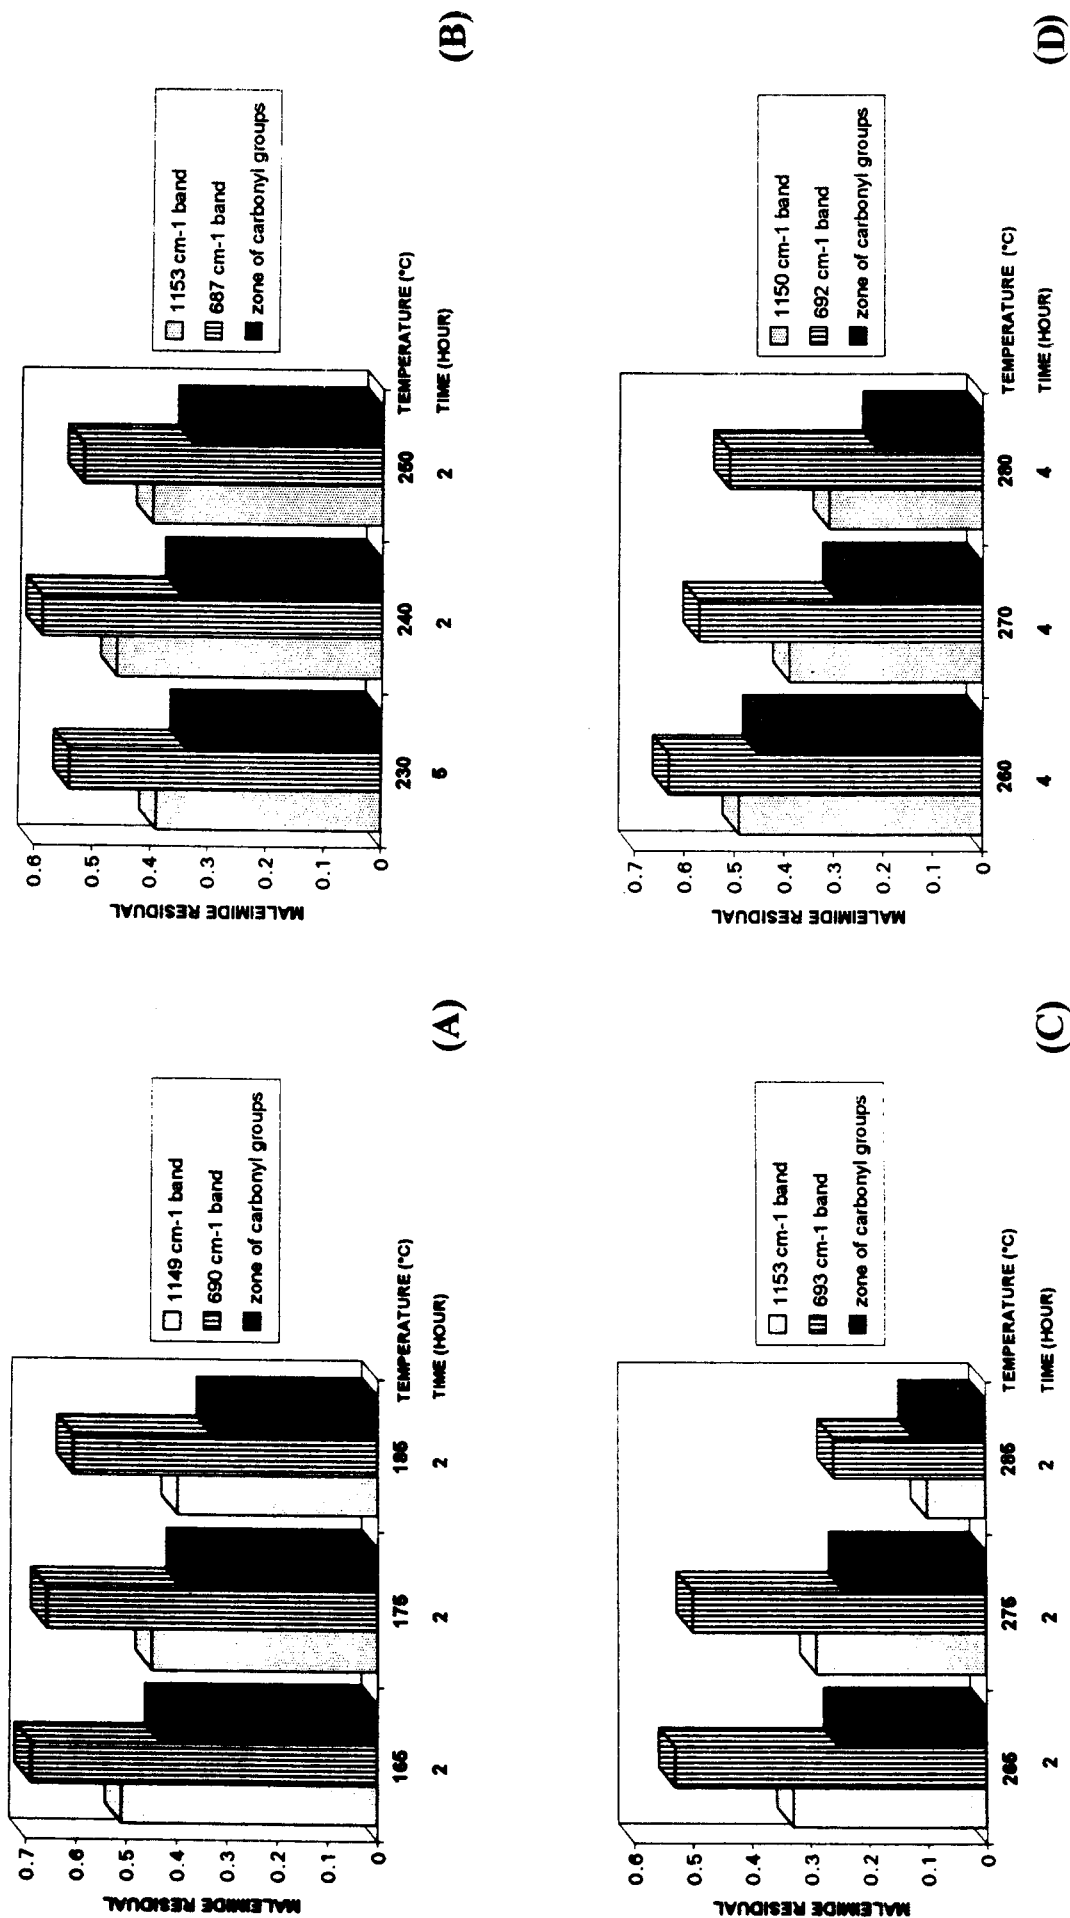 MALEIMIDE RESIDUAL
0.7
0.6
0.5
0.4
0.3
0.2
0.1
0
165 175 185 TEMPERATURE (°C)
2 2 2 TIME (HOUR)
1149 cm-1 band
690 cm-1 band
zone of carbonyl groups
(A)
MALEIMIDE RESIDUAL
0.6
0.5
0.4
0.3
0.2
0.1
0
230 240 250 TEMPERATURE (°C)
5 2 2 TIME (HOUR)
1153 cm-1 band
687 cm-1 band
zone of carbonyl groups
(B)
MALEIMIDE RESIDUAL
0.6
0.5
0.4
0.3
0.2
0.1
0
265 275 285 TEMPERATURE (°C)
2 2 2 TIME (HOUR)
1153 cm-1 band
693 cm-1 band
zone of carbonyl groups
(C)
MALEIMIDE RESIDUAL
0.7
0.6
0.5
0.4
0.3
0.2
0.1
0
260 270 280 TEMPERATURE (°C)
4 4 4 TIME (HOUR)
1150 cm-1 band
692 cm-1 band
zone of carbonyl groups
(D)